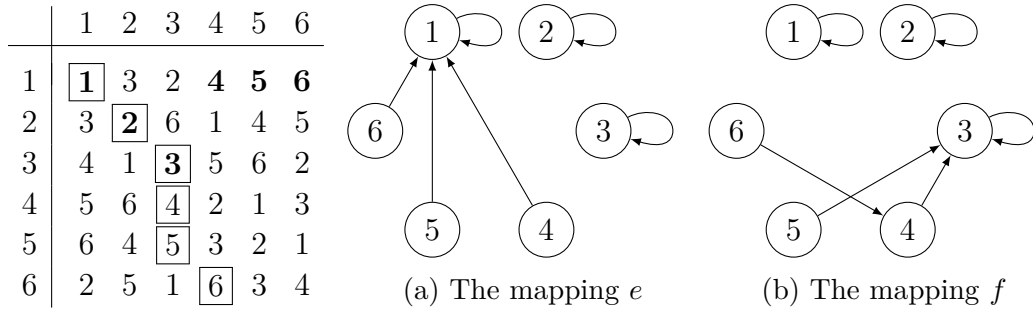 1 2 3 4 5 6
1 1 3 2 4 5 6
2 3 2 6 1 4 5
3 4 1 3 5 6 2
4 5 6 4 2 1 3
5 6 4 5 3 2 1
6 2 5 1 6 3 4
1 2
6 3
5 4
(a) The mapping e
1 2
6 3
5 4
(b) The mapping f